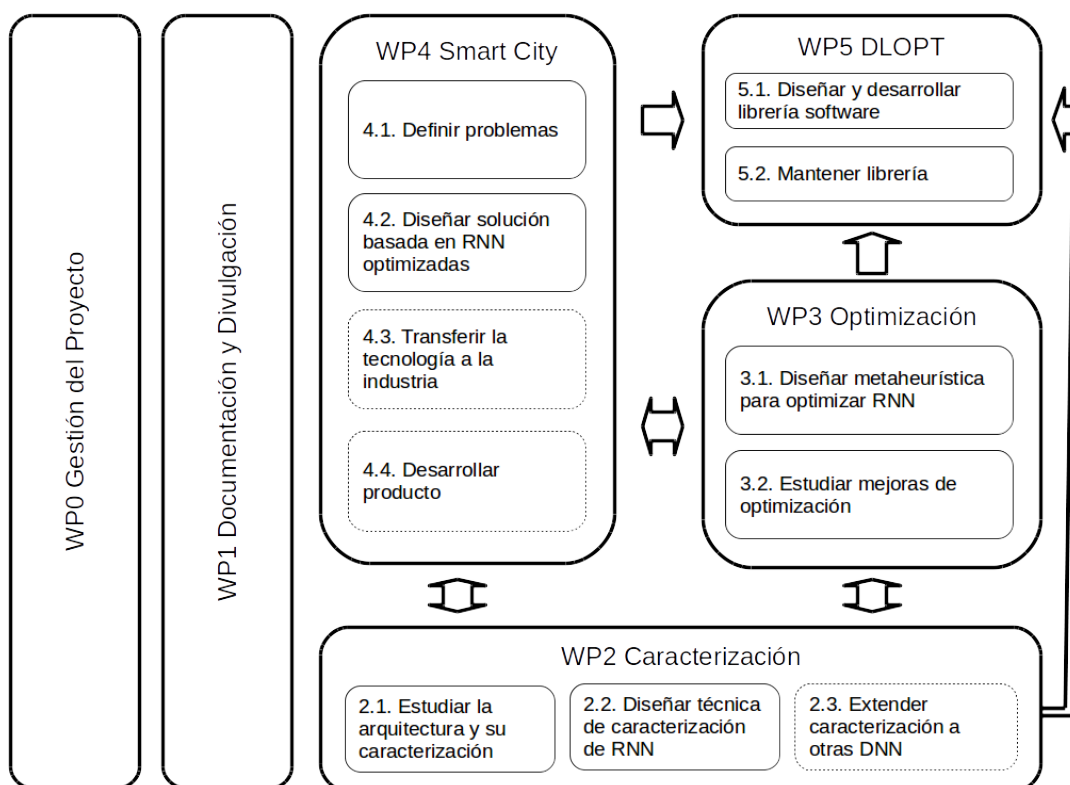 WP0 Gestión del Proyecto
WP1 Documentación y Divulgación
WP4 Smart City
4.1. Definir problemas
4.2. Diseñar solución
basada en RNN
optimizadas
4.3. Transferir la
tecnología a la
industria
4.4. Desarrollar
producto
WP5 DLOPT
5.1. Diseñar y desarrollar
librería software
5.2. Mantener librería
WP3 Optimización
3.1. Diseñar metaheurística
para optimizar RNN
3.2. Estudiar mejoras de
optimización
WP2 Caracterización
2.1. Estudiar la
arquitectura y su
caracterización
2.2. Diseñar técnica
de caracterización
de RNN
2.3. Extender
caracterización a
otras DNN